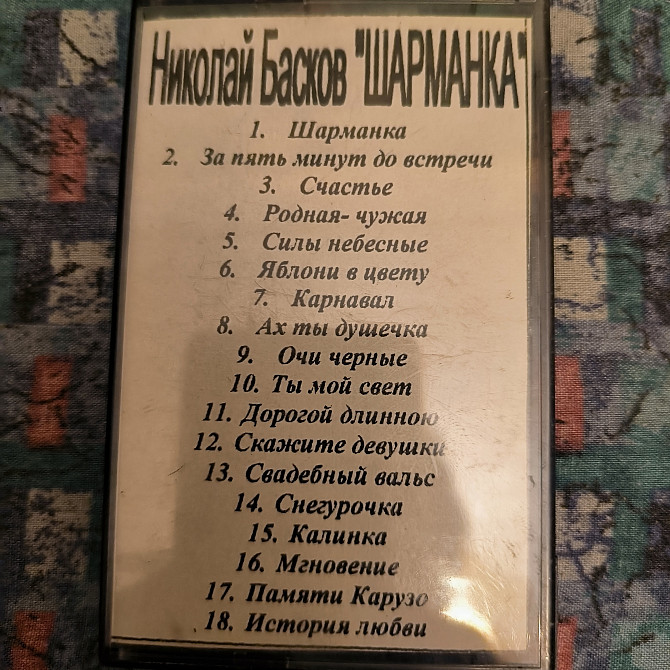 Николай Басков "ШАРМАНКА"
1. Шарманка
2. За пять минут до встречи
3. Счастье
4. Родная- чужая
5. Силы небесные
6. Яблони в цвету
7. Карнавал
8. Ах ты душечка
9. Очи черные
10. Ты мой свет
11. Дорогой длинною
12. Скажите девушки
13. Свадебный вальс
14. Снегурочка
15. Калинка
16. Мгновение
17. Памяти Карузо
18. История любви